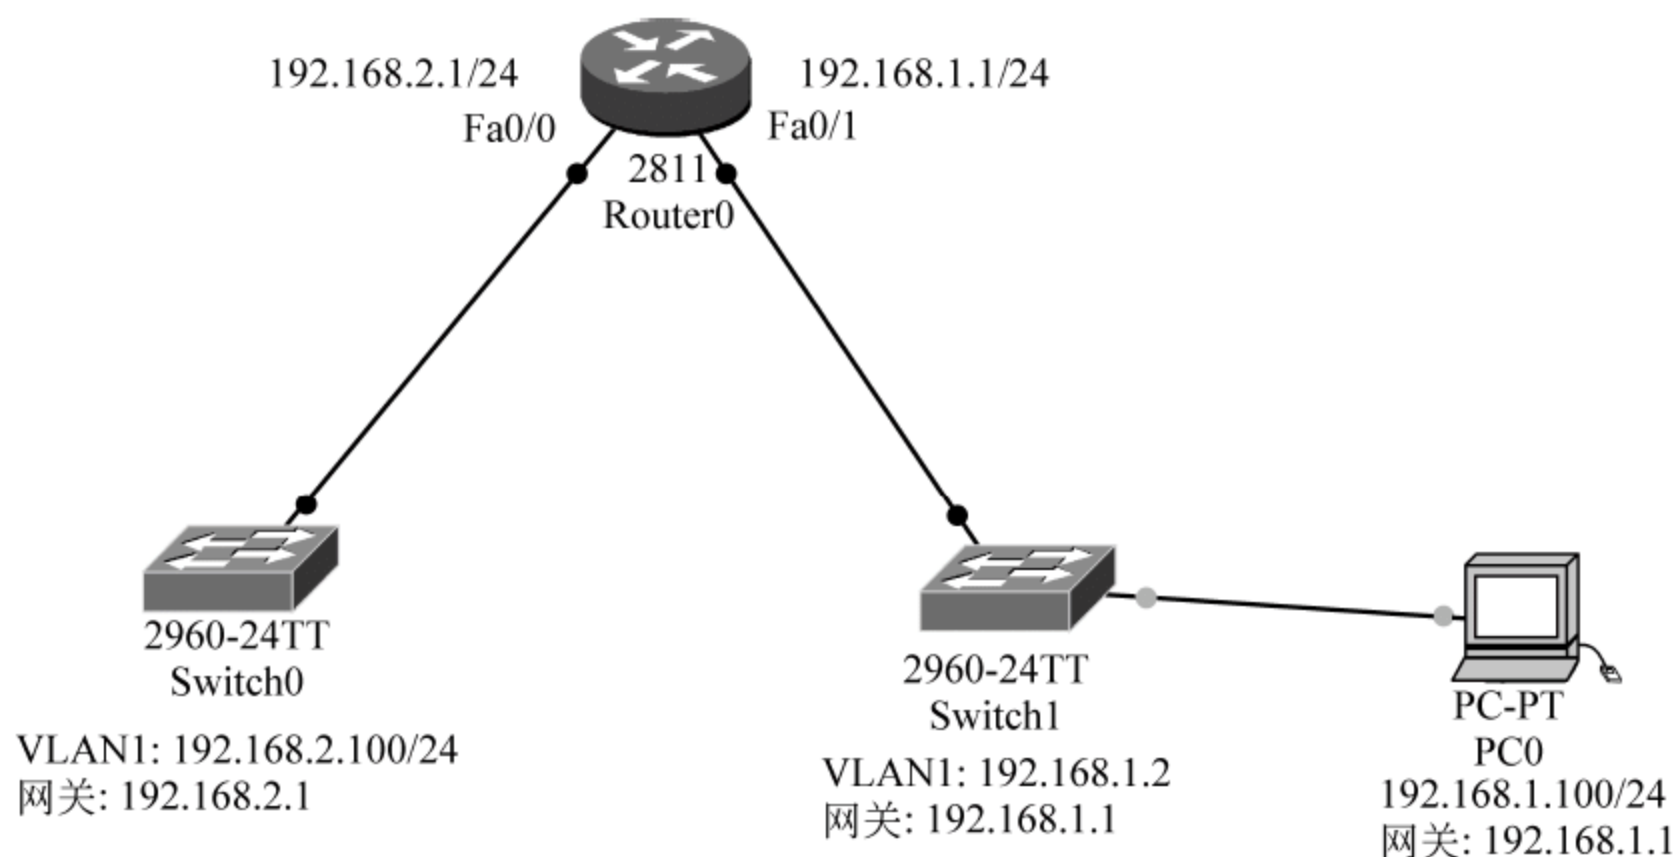 192.168.2.1/24
192.168.1.1/24
Fa0/0
Fa0/1
2811
Router0
2960-24TT
Switch0
VLAN1: 192.168.2.100/24
网关: 192.168.2.1
2960-24TT
Switch1
VLAN1: 192.168.1.2
网关: 192.168.1.1
PC-PT
PC0
192.168.1.100/24
网关: 192.168.1.1